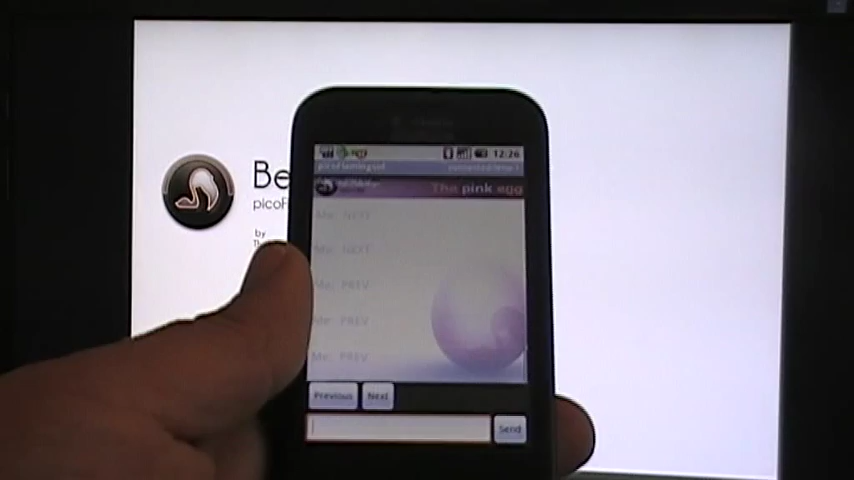 Be
picoF
by
Th
12:26
The pink egg
Me: NEXT
Me: NEXT
Me: PREV
Me: PREV
Me: PREV
Previous Next
Send